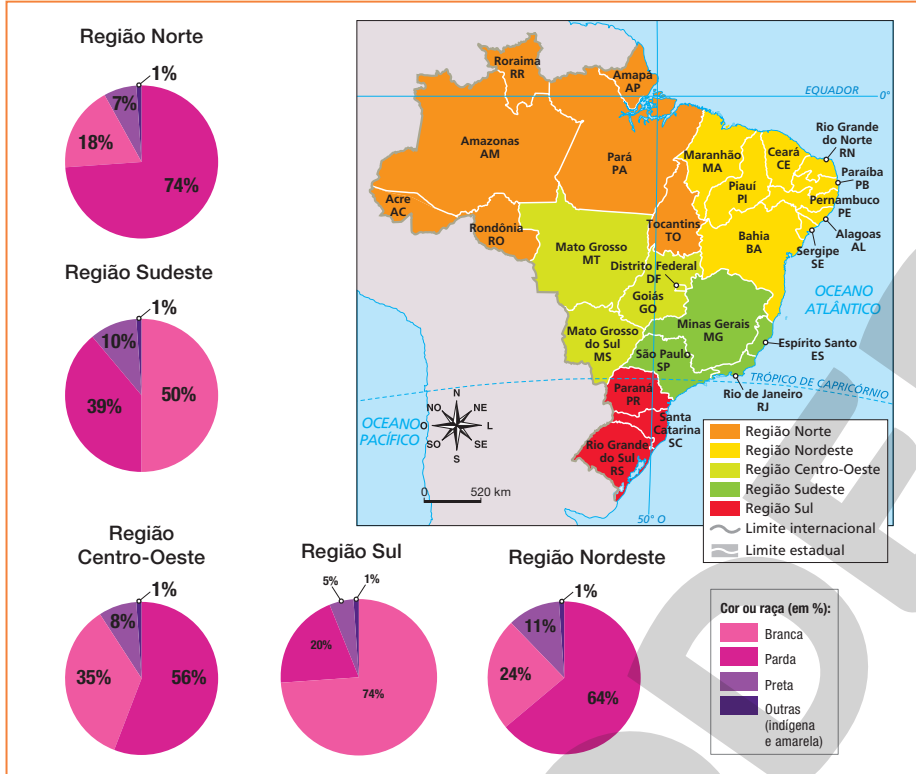 Região Norte
1%
7%
18%
74%
Região Sudeste
1%
10%
39%
50%
Região
Centro-Oeste
1%
8%
35%
56%
Região Sul
5%
1%
20%
74%
Região Nordeste
1%
11%
24%
64%
Roraima
RR
Amapá
AP
EQUADOR
0°
Amazonas
AM
Pará
PA
Maranhão
MA
Ceará
CE
Rio Grande
do Norte
RN
Paraíba
PB
Piauí
PI
Pernambuco
PE
Acre
AC
Rondônia
RO
Tocantins
TO
Alagoas
AL
Sergipe
SE
Bahia
BA
Mato Grosso
MT
Distrito Federal
DF
Goiás
GO
OCEANO
ATLÂNTICO
Minas Gerais
MG
Mato Grosso
do Sul
MS
Espírito Santo
ES
São Paulo
SP
TRÓPICO DE CAPRICÓRNIO
Rio de Janeiro
RJ
Paraná
PR
Santa
Catarina
SC
Rio Grande
do Sul
RS
OCEANO
PACÍFICO
N
NO
NE
O
L
SO
SE
S
0
520 km
50° O
Região Norte
Região Nordeste
Região Centro-Oeste
Região Sudeste
Região Sul
Limite internacional
Limite estadual
Cor ou raça (em %):
Branca
Parda
Preta
Outras
(indígena
e amarela)